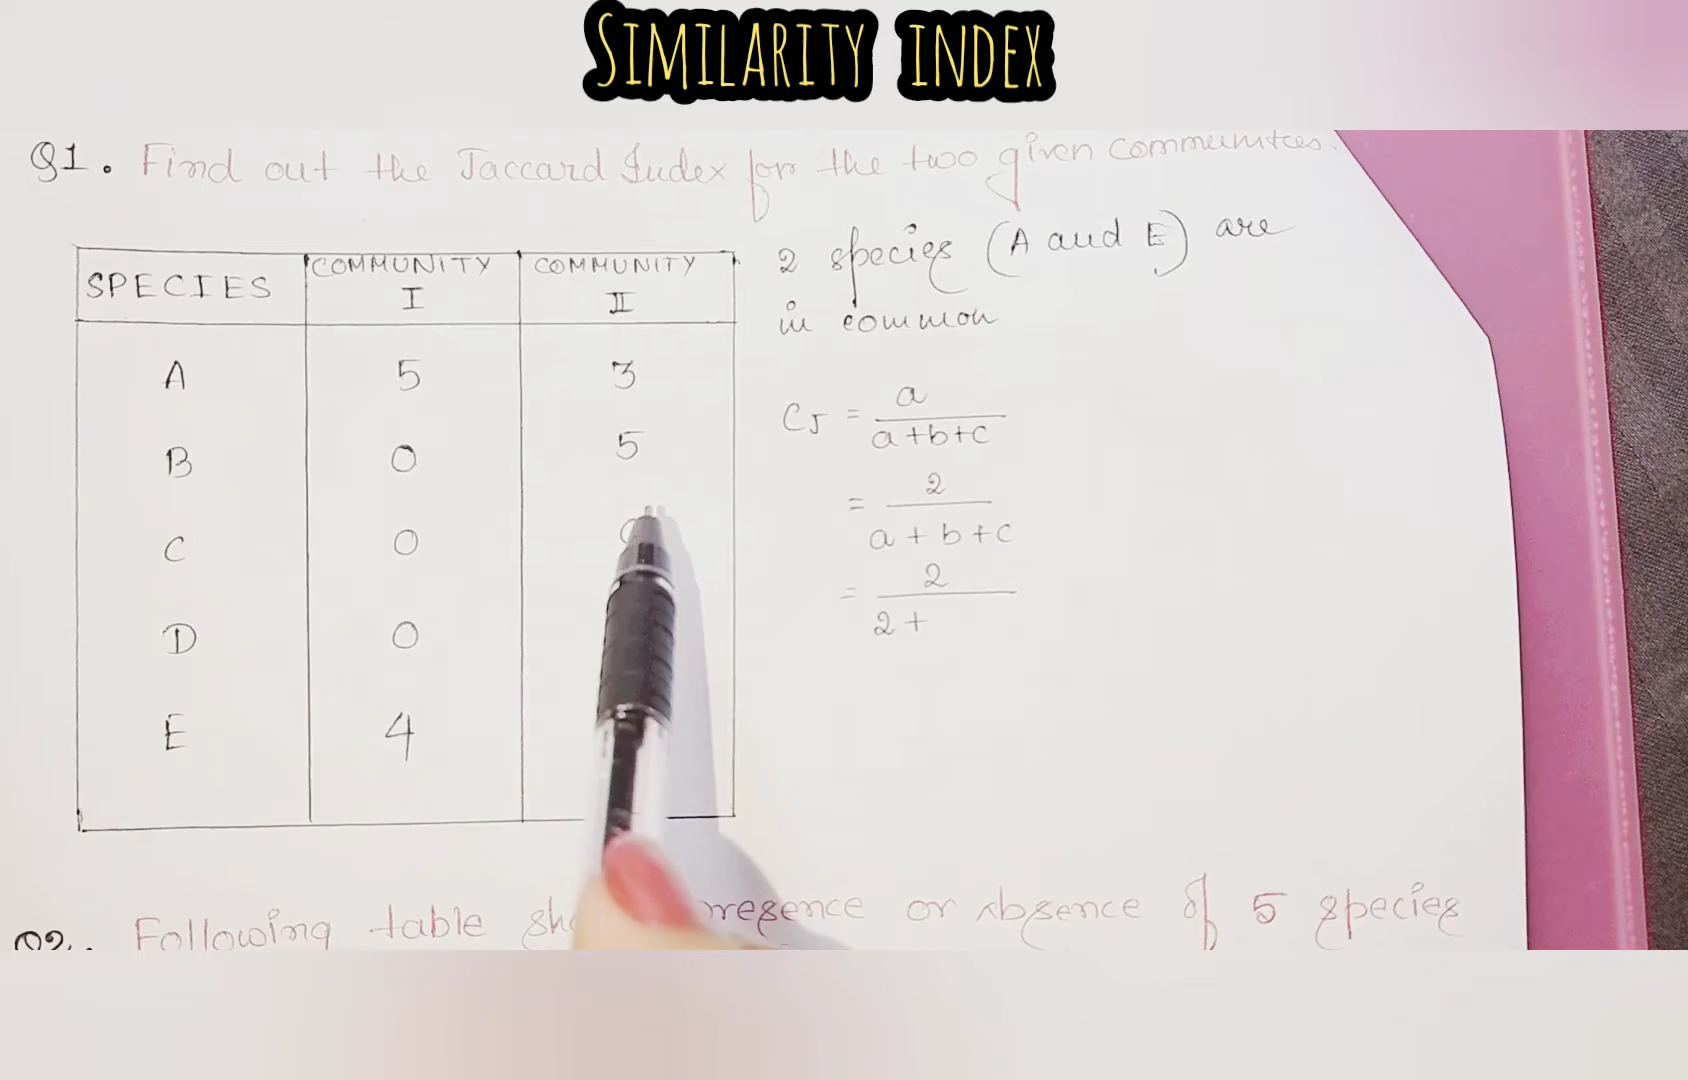 SIMILARITY INDEX
Q1. Find out the Jaccard Index for the two given communities.
SPECIES COMMUNITY I COMMUNITY II
A 5 3
B 0 5
C 0
D 0
E 4
2 species (A and E) are
in common
CJ = a / a+b+c
= 2 / a+b+c
= 2 / 2+
Q2. Following table presence or absence of 5 species